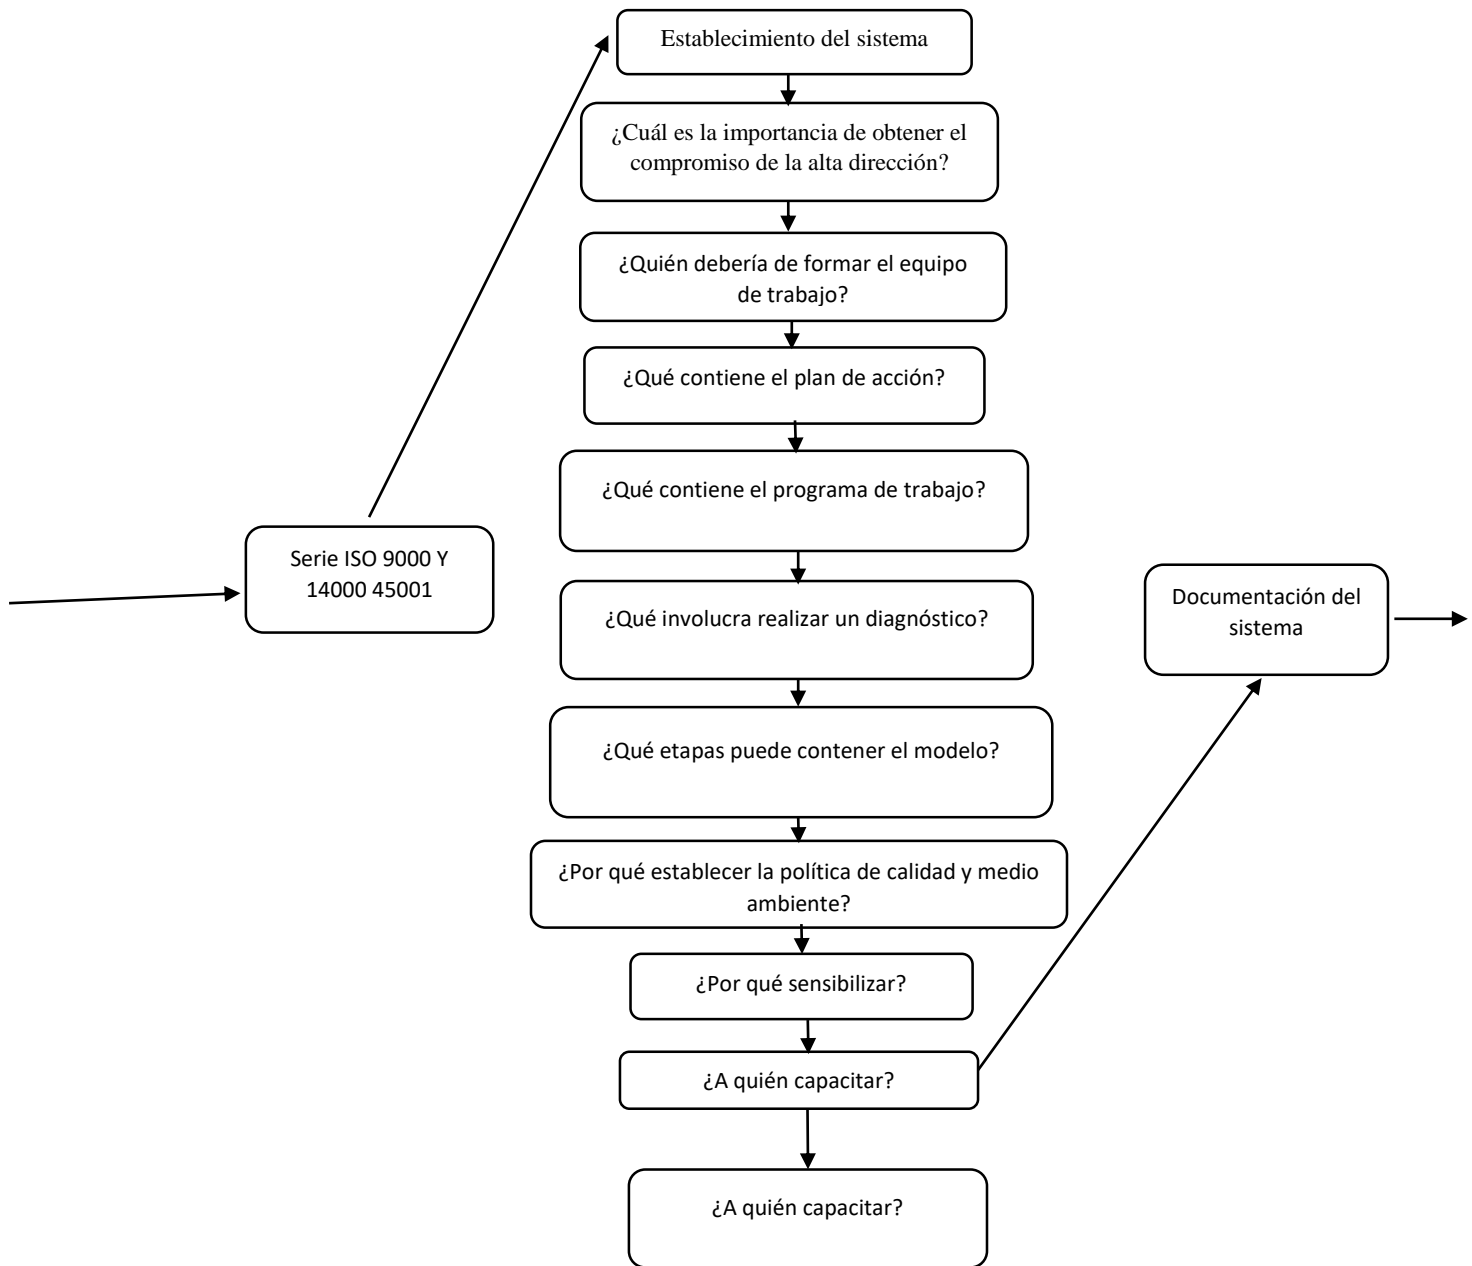 Establecimiento del sistema
¿Cuál es la importancia de obtener el
compromiso de la alta dirección?
¿Quién debería de formar el equipo
de trabajo?
¿Qué contiene el plan de acción?
¿Qué contiene el programa de trabajo?
Serie ISO 9000 Y
14000 45001
¿Qué involucra realizar un diagnóstico?
Documentación del
sistema
¿Qué etapas puede contener el modelo?
¿Por qué establecer la política de calidad y medio
ambiente?
¿Por qué sensibilizar?
¿A quién capacitar?
¿A quién capacitar?